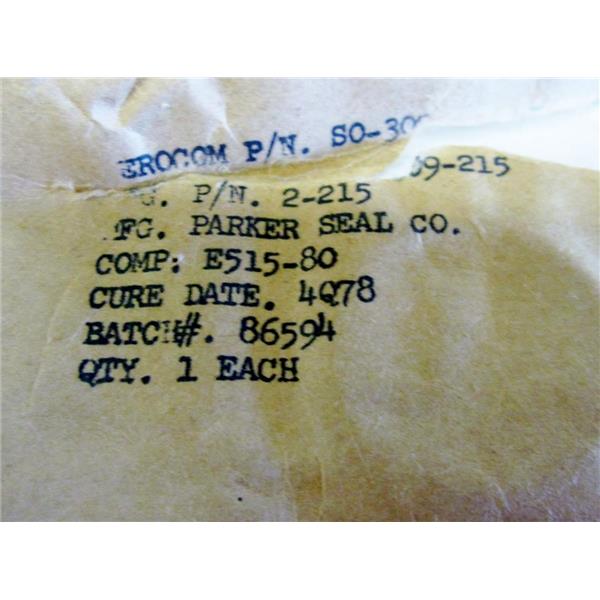 EROCOM P/N. SO-300
09-215
G. P/N. 2-215
FG. PARKER SEAL CO.
COMP: E515-80
CURE DATE. 4Q78
BATCH#. 86594
QTY. 1 EACH